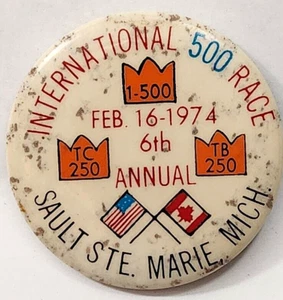 INTERNATIONAL 500 RACE
1-500
FEB. 16-1974
6th
TC
250
TB
250
ANNUAL
SAULT STE. MARIE, MICH.